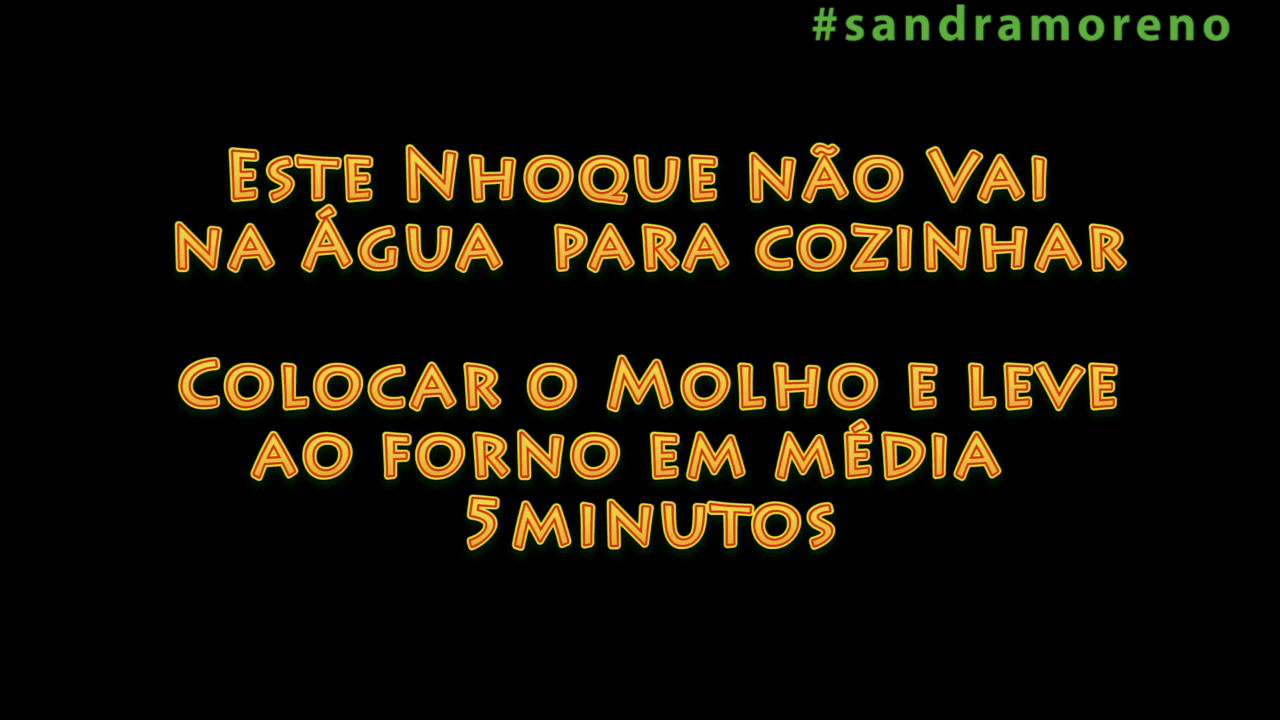 #sandramoreno
Este Nhoque não Vai
na Água para cozinhar
Colocar o Molho e leve
ao forno em média
5minutos